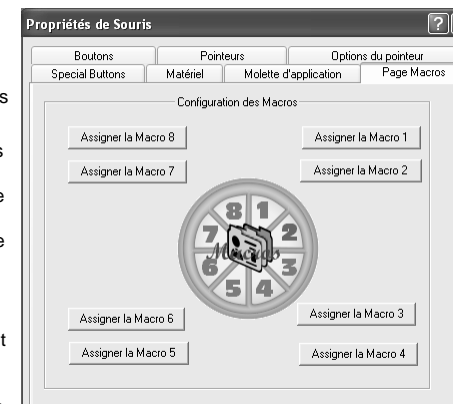 Propriétés de Souris ?
Boutons Pointeurs Options du pointeur
Special Buttons Matériel Molette d'application Page Macros
Configuration des Macros
Assigner la Macro 8 Assigner la Macro 1
Assigner la Macro 7 Assigner la Macro 2
8 1
7 2
Macros
6 3
5 4
Assigner la Macro 6 Assigner la Macro 3
Assigner la Macro 5 Assigner la Macro 4